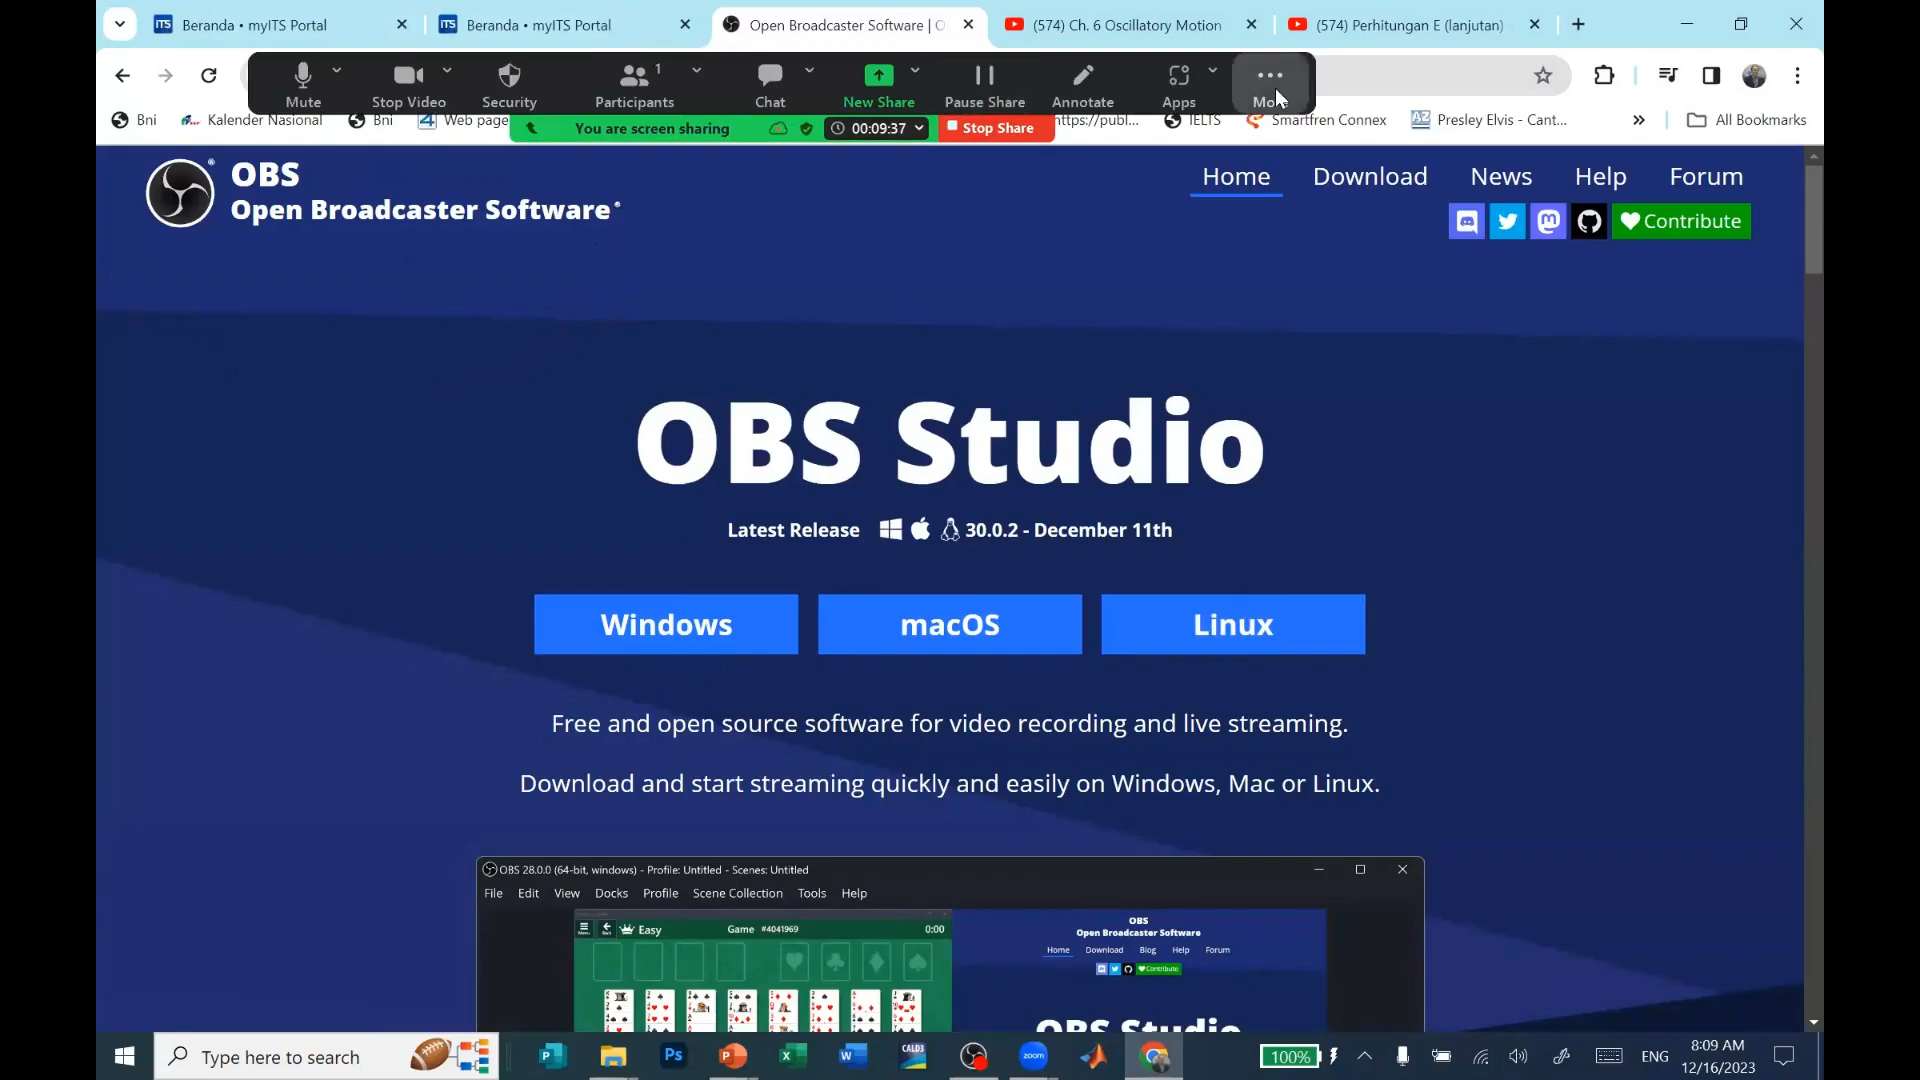 Beranda • myITS Portal
Beranda • myITS Portal
Open Broadcaster Software | O
(574) Ch. 6 Oscillatory Motion
(574) Perhitungan E (lanjutan)
Mute
Stop Video
Security
Participants
1
Chat
New Share
Pause Share
Annotate
Apps
Bni
Kalender Nasional
Bni
Web page
https://publ...
IELTS
Smartfren Connex
Presley Elvis - Cant...
»
All Bookmarks
You are screen sharing
00:09:37
Stop Share
OBS
Open Broadcaster Software
Home
Download
News
Help
Forum
Contribute
OBS Studio
Latest Release 30.0.2 - December 11th
Windows
macOS
Linux
Free and open source software for video recording and live streaming.
Download and start streaming quickly and easily on Windows, Mac or Linux.
OBS 28.0.0 (64-bit, windows) - Profile: Untitled - Scenes: Untitled
File Edit View Docks Profile Scene Collection Tools Help
Easy
Game #4041969
0:00
OBS
Open Broadcaster Software
Home Download Blog Help Forum
Contribute
OBS Studio
Type here to search
CALD3
zoom
100%
ENG
8:09 AM
12/16/2023